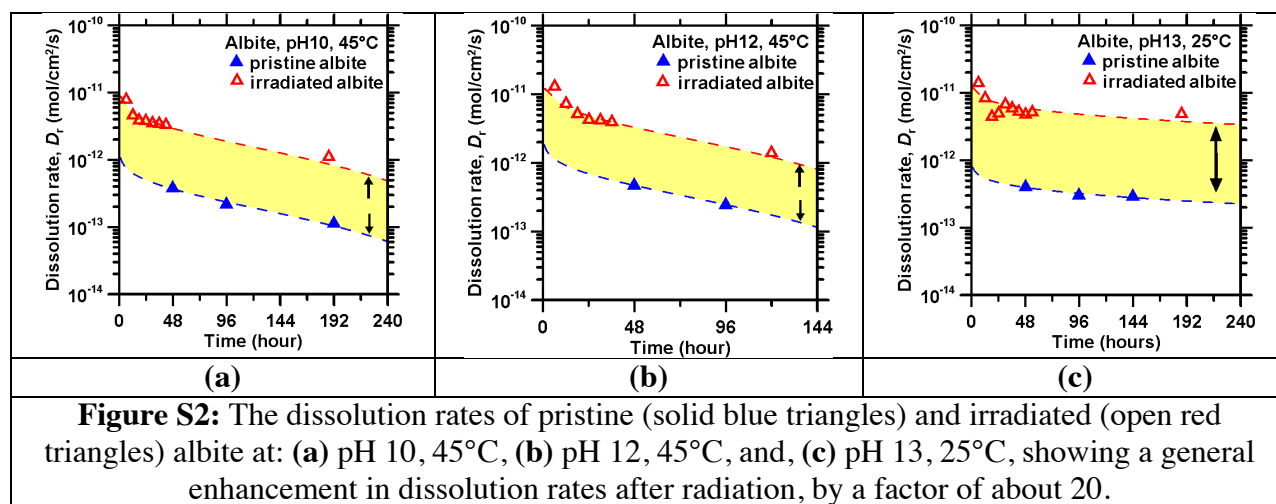 Albite, pH10, 45°C
pristine albite
irradiated albite
Dissolution rate, Dr (mol/cm²/s)
10⁻¹⁰
10⁻¹¹
10⁻¹²
10⁻¹³
10⁻¹⁴
0 48 96 144 192 240
Time (hour)
(a)
Albite, pH12, 45°C
pristine albite
irradiated albite
Dissolution rate, Dr (mol/cm²/s)
10⁻¹⁰
10⁻¹¹
10⁻¹²
10⁻¹³
10⁻¹⁴
0 48 96 144
Time (hour)
(b)
Albite, pH13, 25°C
pristine albite
irradiated albite
Dissolution rate, Dr (mol/cm²/s)
10⁻¹⁰
10⁻¹¹
10⁻¹²
10⁻¹³
10⁻¹⁴
0 48 96 144 192 240
Time (hours)
(c)
Figure S2: The dissolution rates of pristine (solid blue triangles) and irradiated (open red
triangles) albite at: (a) pH 10, 45°C, (b) pH 12, 45°C, and, (c) pH 13, 25°C, showing a general
enhancement in dissolution rates after radiation, by a factor of about 20.